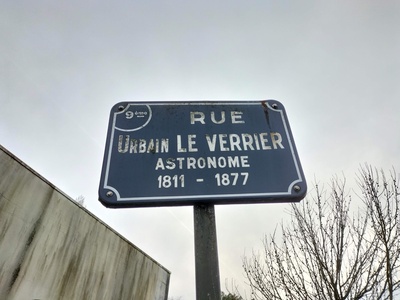 9ème
RUE
URBAIN LE VERRIER
ASTRONOME
1811 - 1877